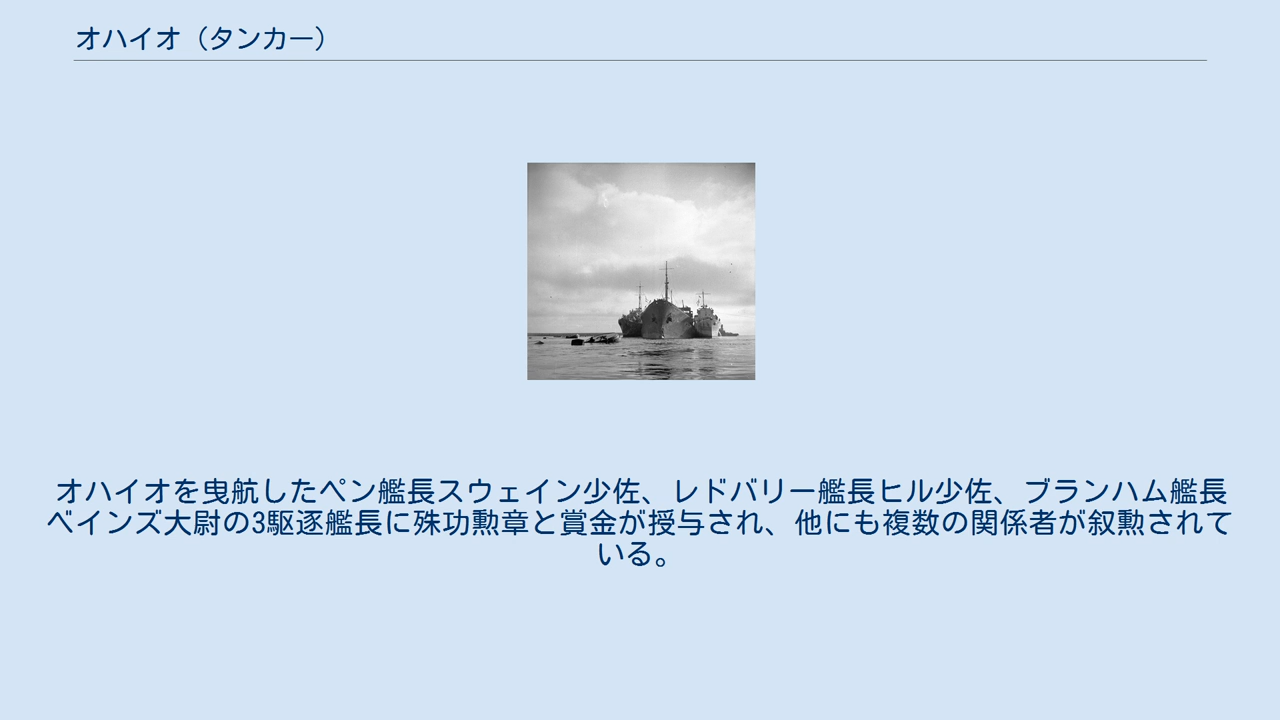 オハイオ（タンカー）
オハイオを曳航したペン艦長スウェイン少佐、レドバリー艦長ヒル少佐、ブランハム艦長
ベインズ大尉の3駆逐艦長に殊功勲章と賞金が授与され、他にも複数の関係者が叙勲されて
いる。